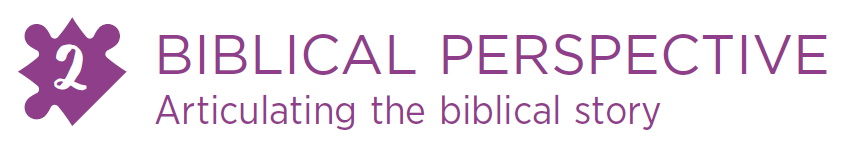 2
BIBLICAL PERSPECTIVE
Articulating the biblical story